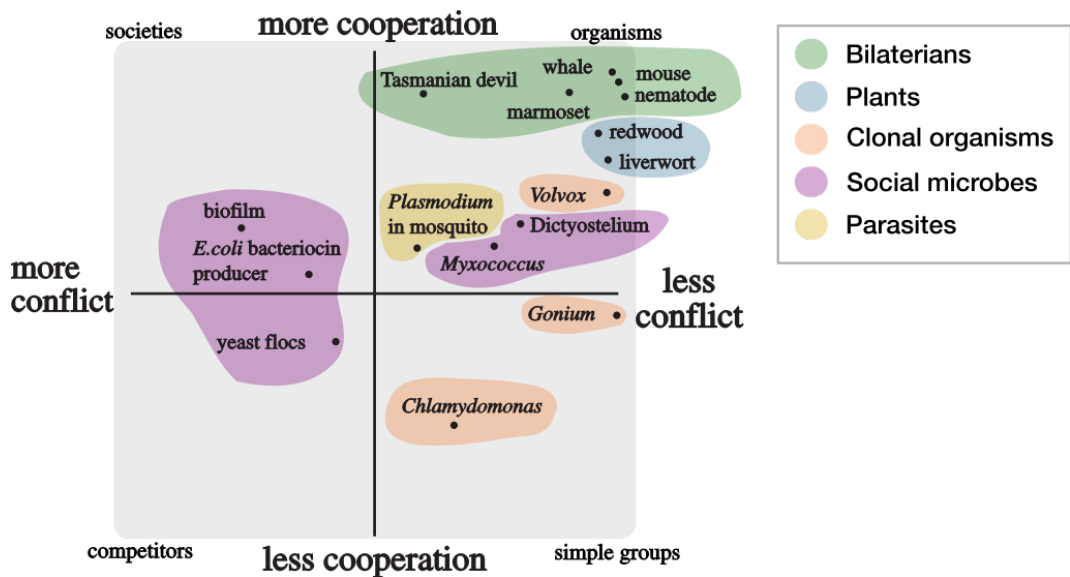 societies
more cooperation
organisms
Tasmanian devil
whale
mouse
nematode
marmoset
redwood
liverwort
Plasmodium
in mosquito
Volvox
Dictyostelium
Myxococcus
biofilm
E.coli bacteriocin
producer
more
conflict
less
conflict
Gonium
yeast flocs
Chlamydomonas
competitors
less cooperation
simple groups
Bilaterians
Plants
Clonal organisms
Social microbes
Parasites